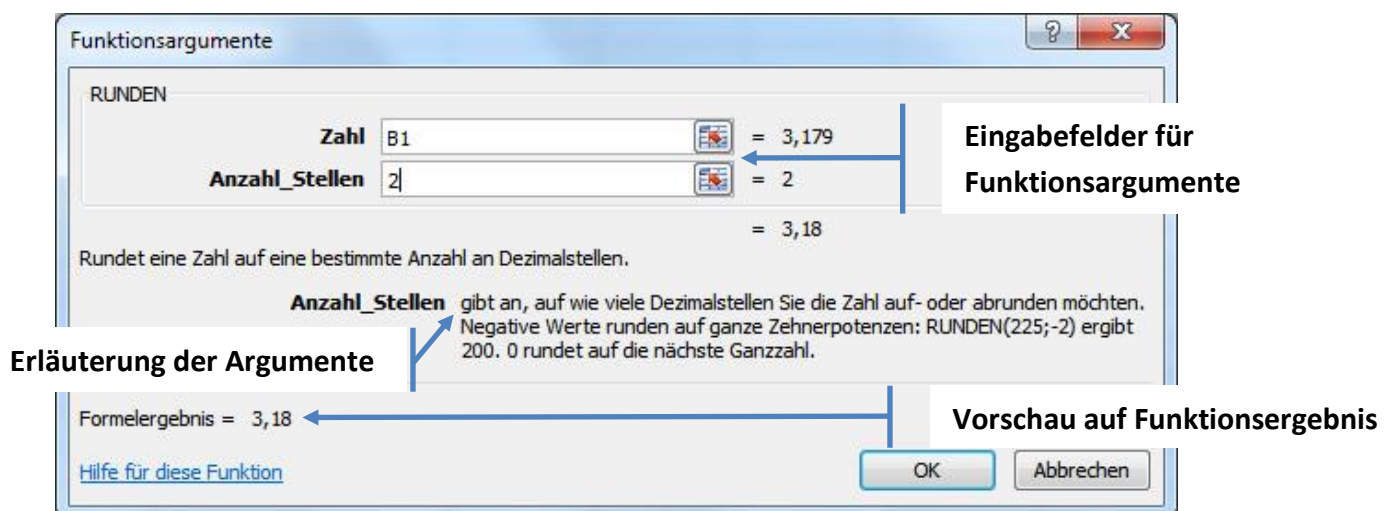 Funktionsargumente
RUNDEN
Zahl B1 = 3,179
Anzahl_Stellen 2 = 2
Eingabefelder für
Funktionsargumente
= 3,18
Rundet eine Zahl auf eine bestimmte Anzahl an Dezimalstellen.
Anzahl_Stellen gibt an, auf wie viele Dezimalstellen Sie die Zahl auf- oder abrunden möchten.
Negative Werte runden auf ganze Zehnerpotenzen: RUNDEN(225;-2) ergibt
200. 0 rundet auf die nächste Ganzzahl.
Erläuterung der Argumente
Formelergebnis = 3,18
Vorschau auf Funktionsergebnis
Hilfe für diese Funktion
OK Abbrechen